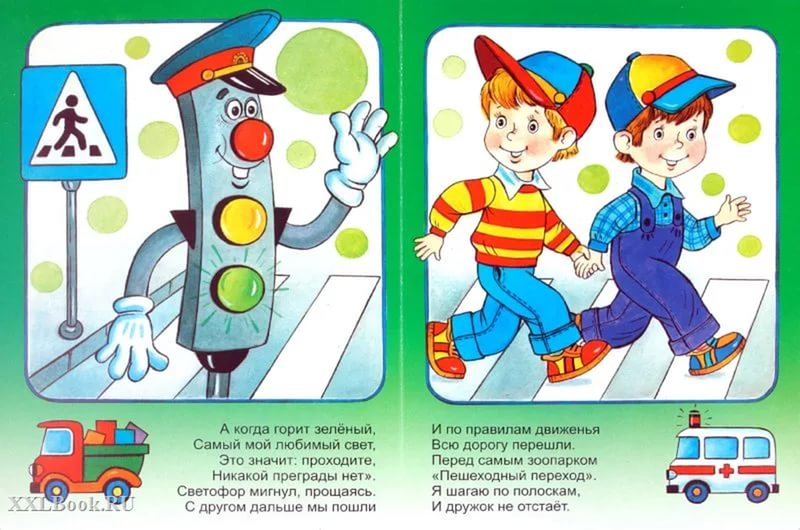 А когда горит зелёный,
Самый мой любимый свет,
Это значит: проходите,
Никакой преграды нет».
Светофор мигнул, прощаясь.
С другом дальше мы пошли
И по правилам движенья
Всю дорогу перешли.
Перед самым зоопарком
«Пешеходный переход».
Я шагаю по полоскам,
И дружок не отстаёт.
XXLBook.RU